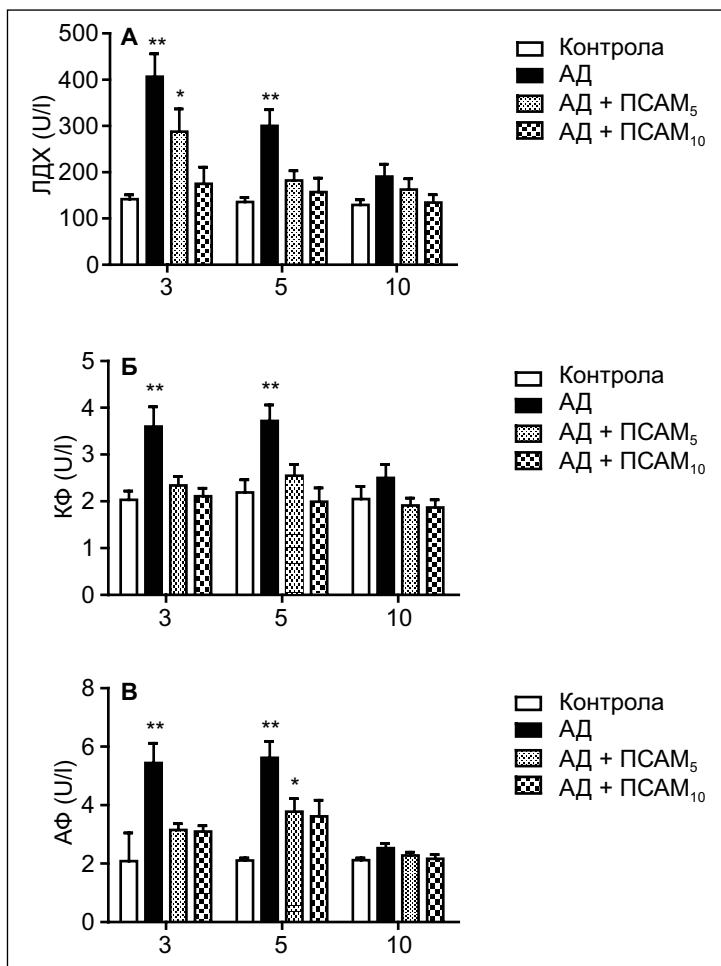 А
500
400
300
200
100
0
ЛДХ (U/l)
**
*
**
3
5
10
Контрола
АД
АД + ПСАМ₅
АД + ПСАМ₁₀
Б
5
4
3
2
1
0
КФ (U/l)
**
**
3
5
10
Контрола
АД
АД + ПСАМ₅
АД + ПСАМ₁₀
В
8
6
4
2
0
АФ (U/l)
**
**
*
3
5
10
Контрола
АД
АД + ПСАМ₅
АД + ПСАМ₁₀